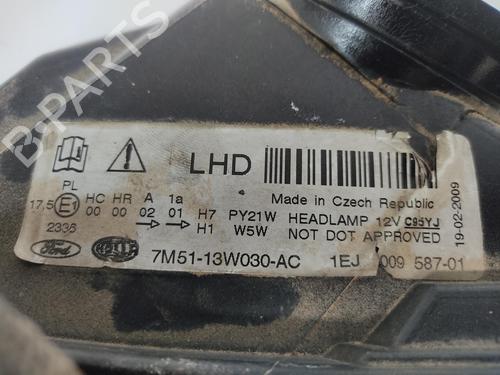 B-PARTS
LHD
Made in Czech Republic
PL
17,5 E1 HC HR A 1a
00 00 02 01 H7 PY21W HEADLAMP 12V C95YJ
2336 H1 W5W NOT DOT APPROVED
19-02-2009
Ford HELLA 7M51-13W030-AC 1EJ 009 587-01